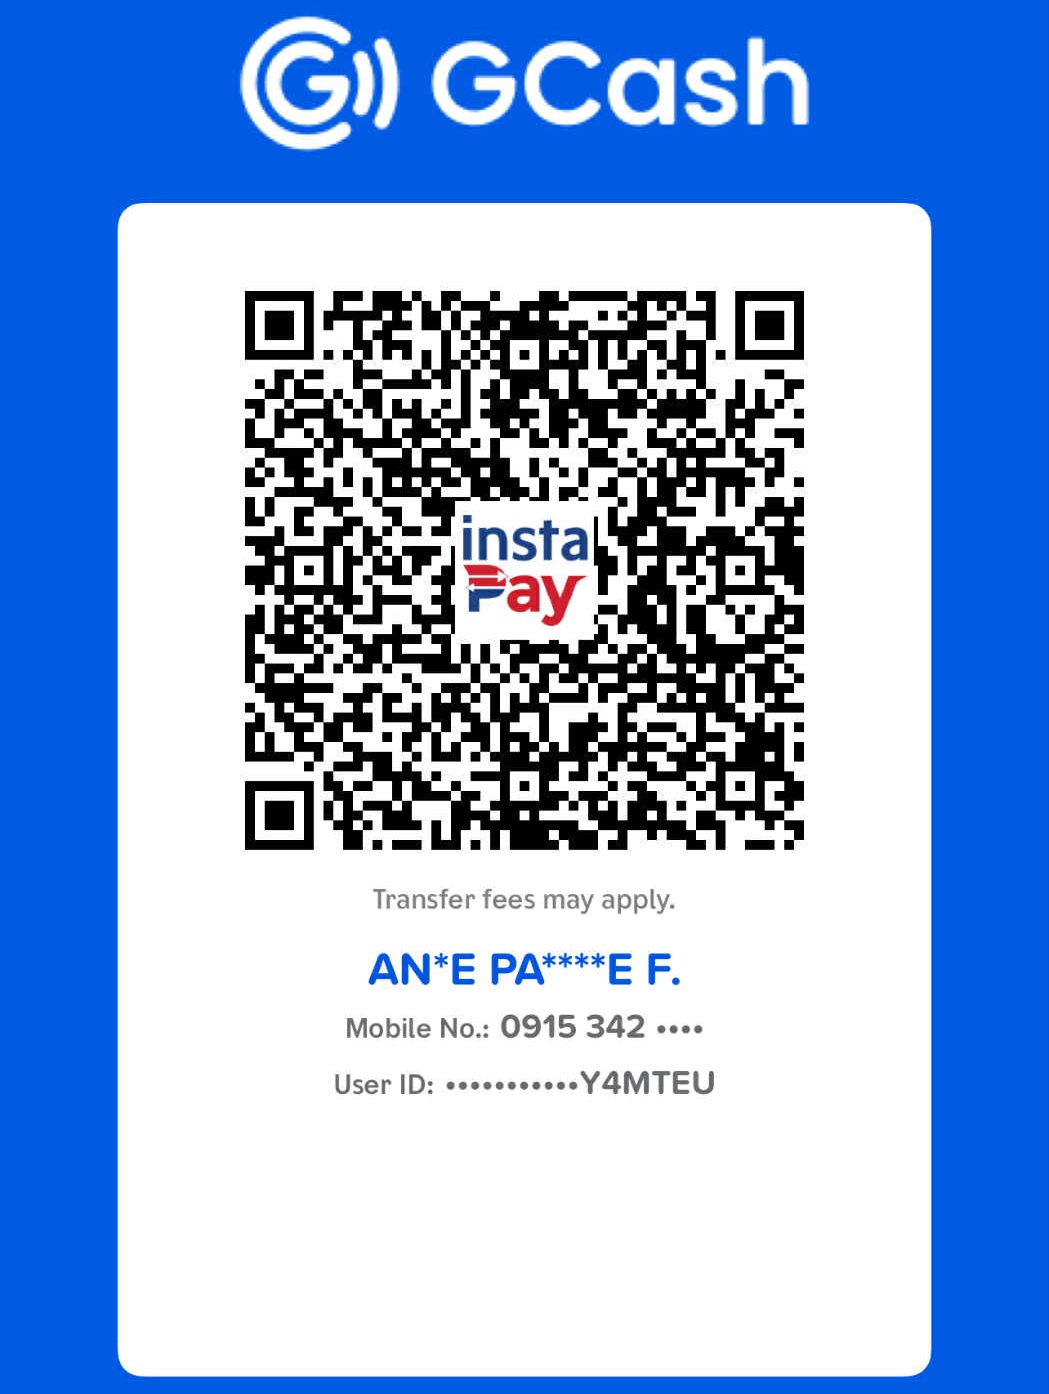 GCash
insta
Pay
Transfer fees may apply.
AN*E PA****E F.
Mobile No.: 0915 342 ••••
User ID: •••••••••••Y4MTEU